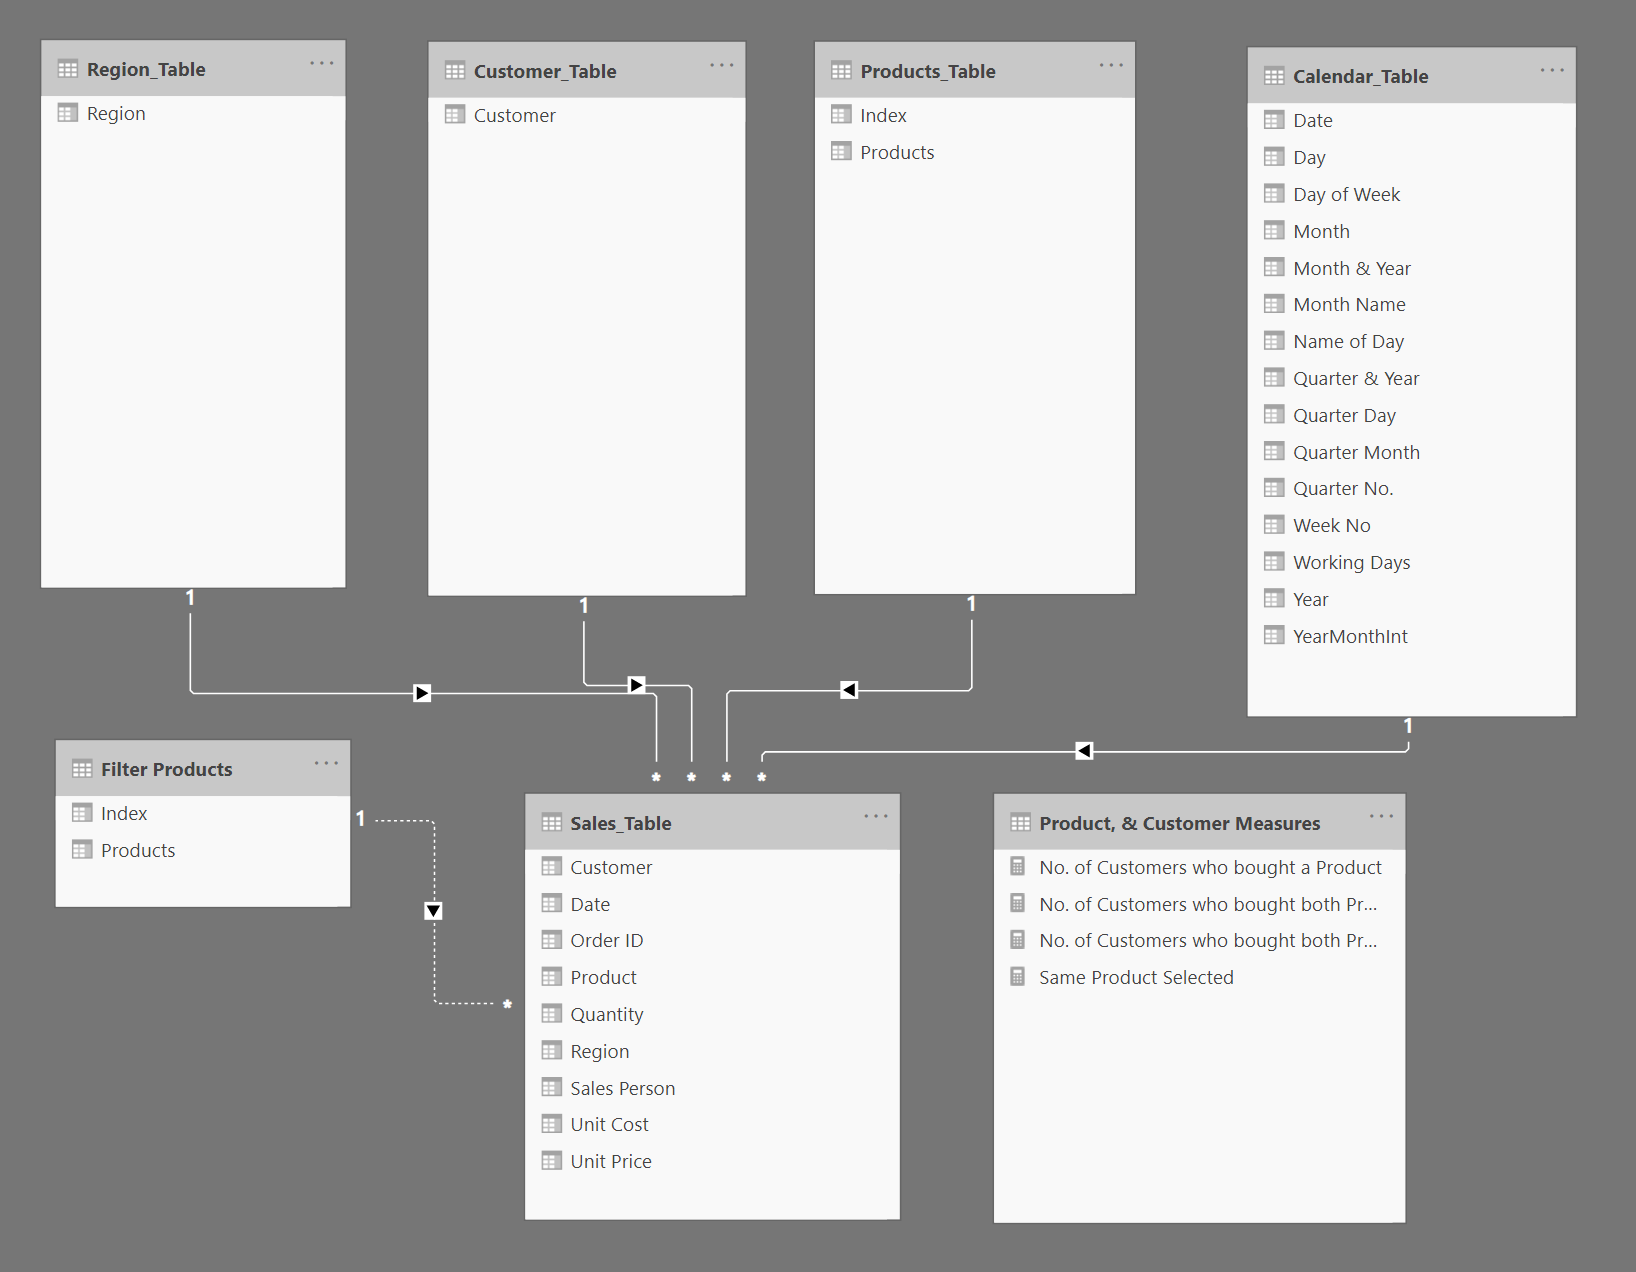 Region_Table
Region
Customer_Table
Customer
Products_Table
Index
Products
Calendar_Table
Date
Day
Day of Week
Month
Month & Year
Month Name
Name of Day
Quarter & Year
Quarter Day
Quarter Month
Quarter No.
Week No
Working Days
Year
YearMonthInt
1
1
1
1
Filter Products
Index
Products
1
*
* * * *
Sales_Table
Customer
Date
Order ID
Product
Quantity
Region
Sales Person
Unit Cost
Unit Price
Product, & Customer Measures
No. of Customers who bought a Product
No. of Customers who bought both Pr...
No. of Customers who bought both Pr...
Same Product Selected